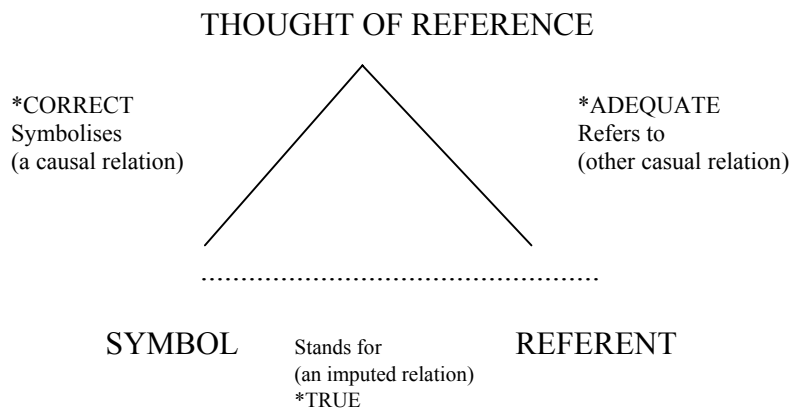 THOUGHT OF REFERENCE
*CORRECT
Symbolises
(a causal relation)
*ADEQUATE
Refers to
(other casual relation)
SYMBOL
Stands for
(an imputed relation)
*TRUE
REFERENT